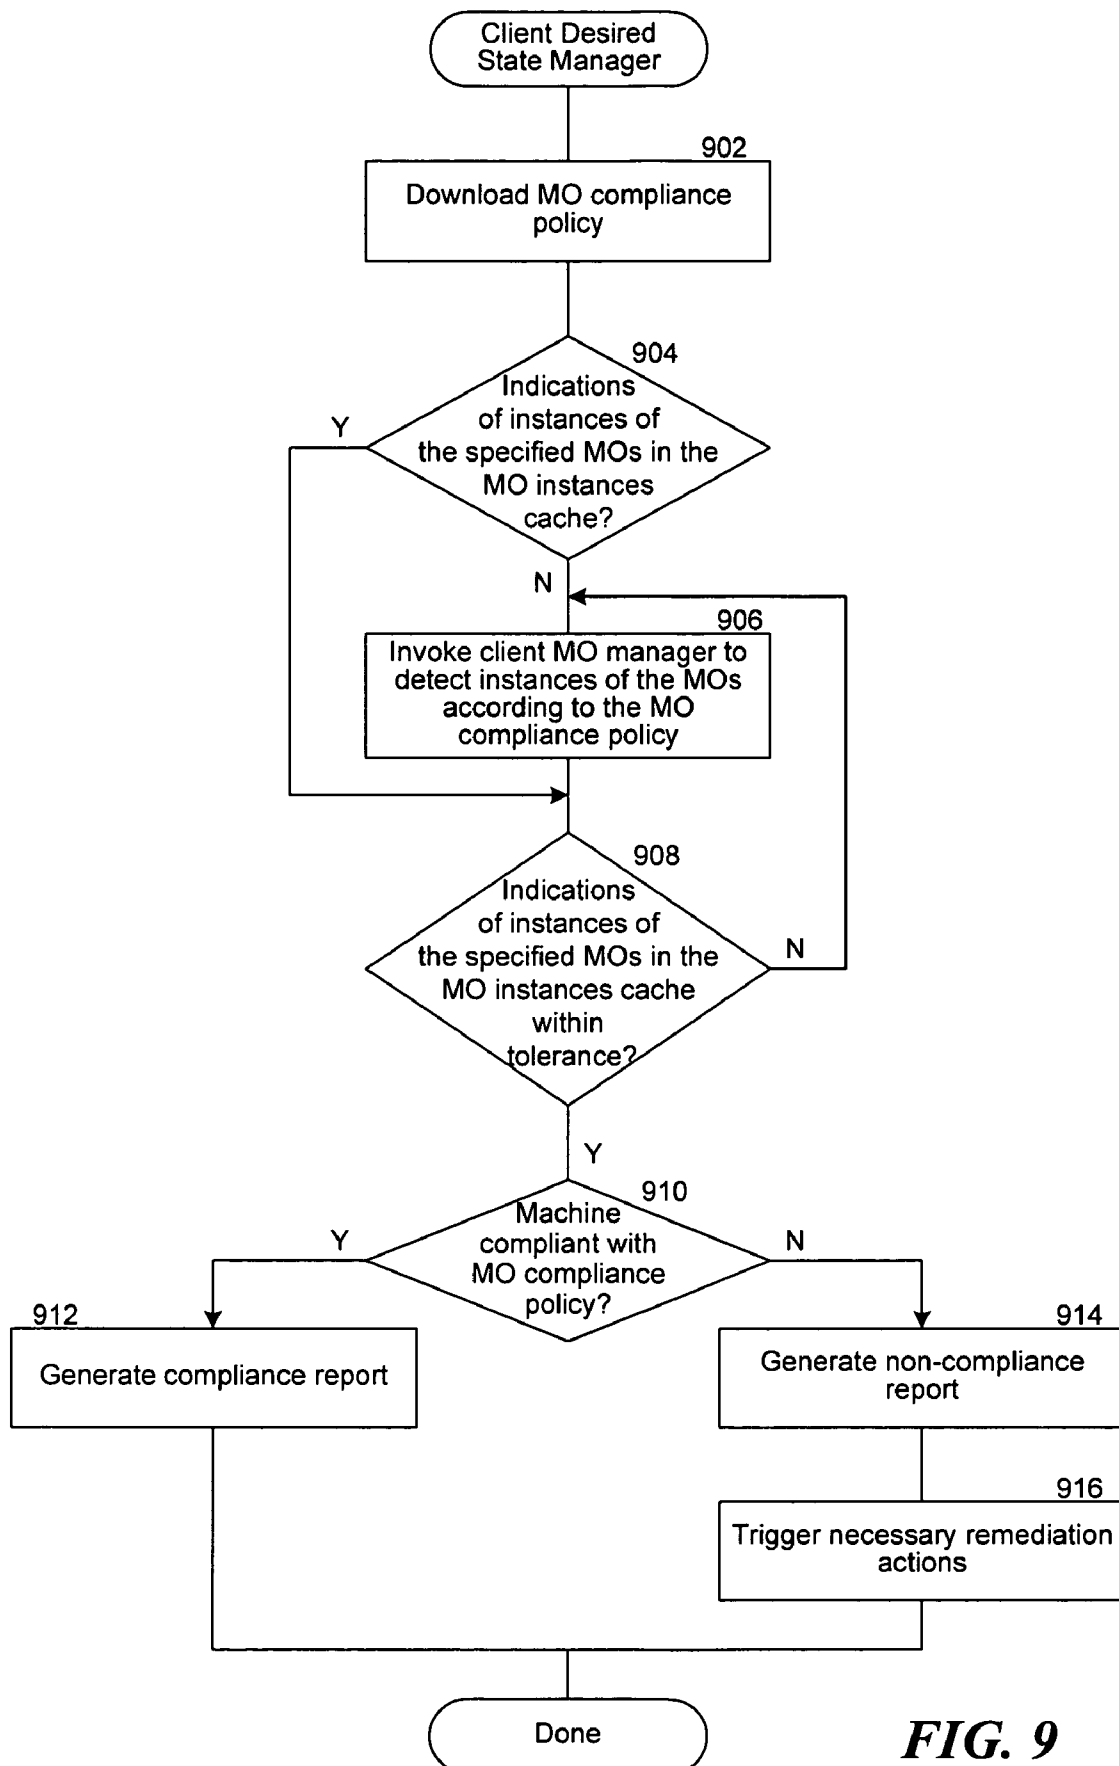 Client Desired
State Manager
902
Download MO compliance
policy
904
Indications
of instances of
the specified MOs in the
MO instances
cache?
Y
N
906
Invoke client MO manager to
detect instances of the MOs
according to the MO
compliance policy
908
Indications
of instances of
the specified MOs in the
MO instances cache
within
tolerance?
N
Y
910
Machine
compliant with
MO compliance
policy?
Y
N
912
Generate compliance report
914
Generate non-compliance
report
916
Trigger necessary remediation
actions
Done
FIG. 9